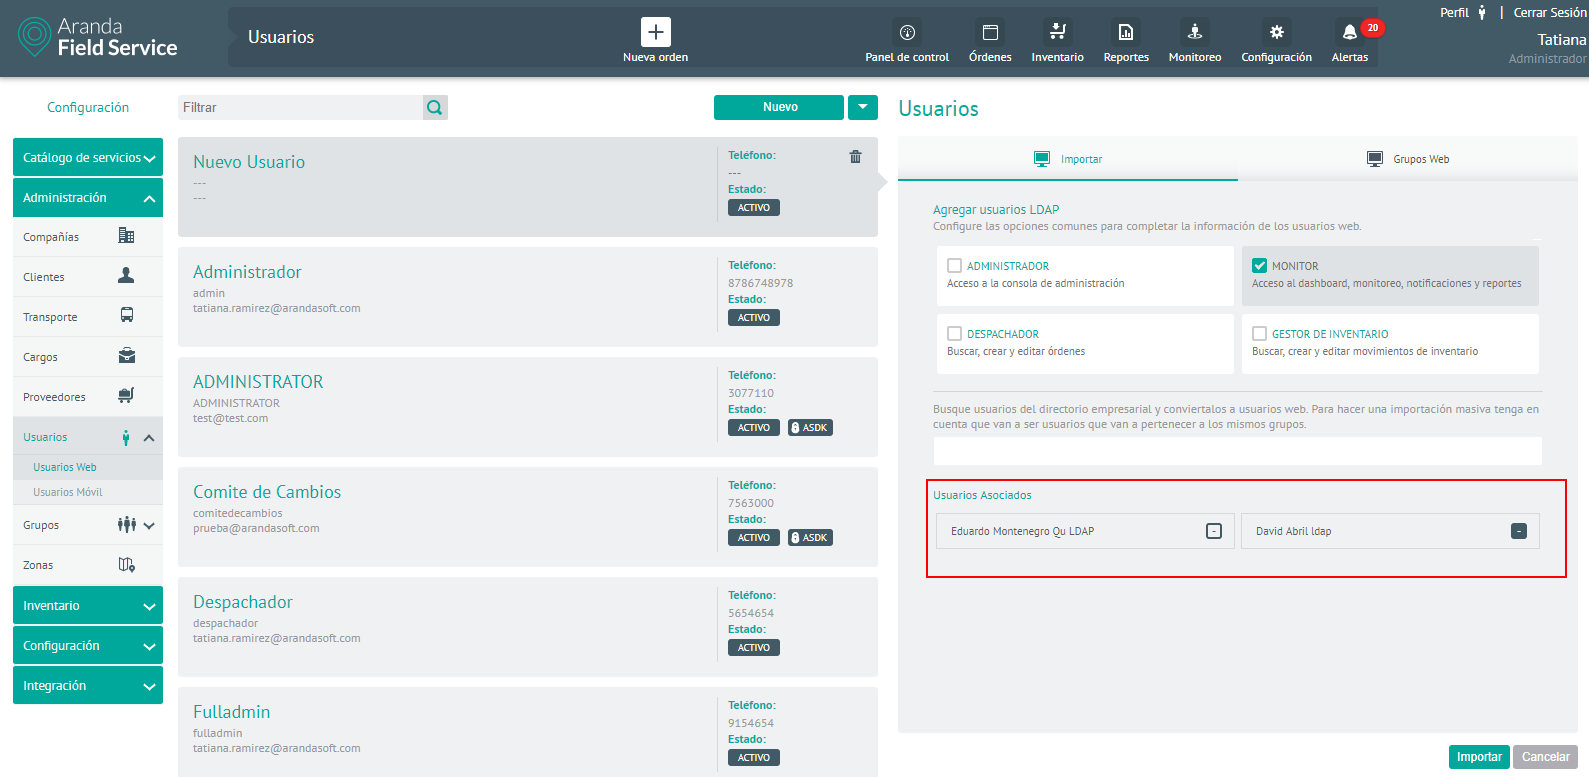 Aranda
Field Service
Usuarios
Nueva orden
Panel de control
Órdenes
Inventario
Reportes
Monitoreo
Configuración
Alertas
20
Perfil | Cerrar Sesión
Tatiana
Administrador
Configuración
Catálogo de servicios
Administración
Compañías
Clientes
Transporte
Cargos
Proveedores
Usuarios
Usuarios Web
Usuarios Móvil
Grupos
Zonas
Inventario
Configuración
Integración
Filtrar
Nuevo
Nuevo Usuario
---
---
Teléfono:
---
Estado:
ACTIVO
Administrador
admin
tatiana.ramirez@arandasoft.com
Teléfono:
8786748978
Estado:
ACTIVO
ADMINISTRATOR
ADMINISTRATOR
test@test.com
Teléfono:
3077110
Estado:
ACTIVO ASDK
Comite de Cambios
comitedecambios
prueba@arandasoft.com
Teléfono:
7563000
Estado:
ACTIVO ASDK
Despachador
despachador
tatiana.ramirez@arandasoft.com
Teléfono:
5654654
Estado:
ACTIVO
Fulladmin
fulladmin
tatiana.ramirez@arandasoft.com
Teléfono:
9154654
Estado:
ACTIVO
Usuarios
Importar
Grupos Web
Agregar usuarios LDAP
Configure las opciones comunes para completar la información de los usuarios web.
ADMINISTRADOR
Acceso a la consola de administración
MONITOR
Acceso al dashboard, monitoreo, notificaciones y reportes
DESPACHADOR
Buscar, crear y editar órdenes
GESTOR DE INVENTARIO
Buscar, crear y editar movimientos de inventario
Busque usuarios del directorio empresarial y conviertalos a usuarios web. Para hacer una importación masiva tenga en
cuenta que van a ser usuarios que van a pertenecer a los mismos grupos.
Usuarios Asociados
Eduardo Montenegro Qu LDAP
David Abril ldap
Importar
Cancelar